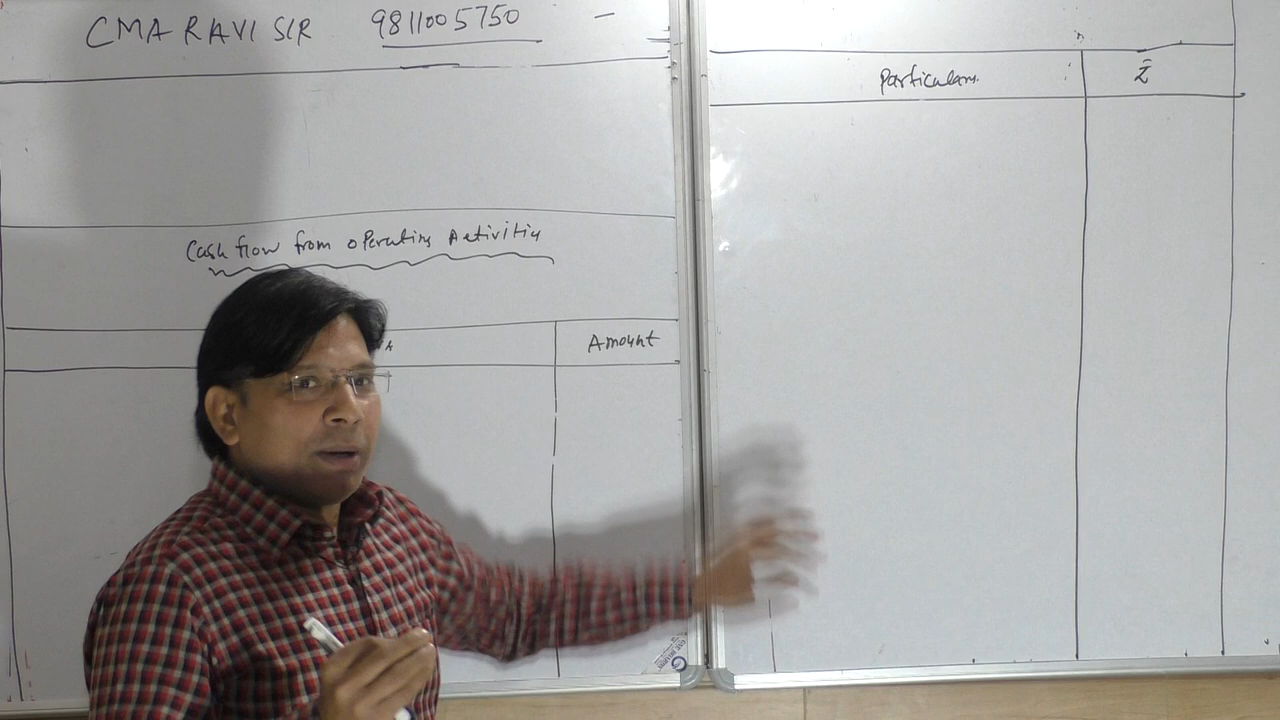 CMA RAVI SIR 9811005750 —
Cash flow from operating Activities
Amount
Particulars